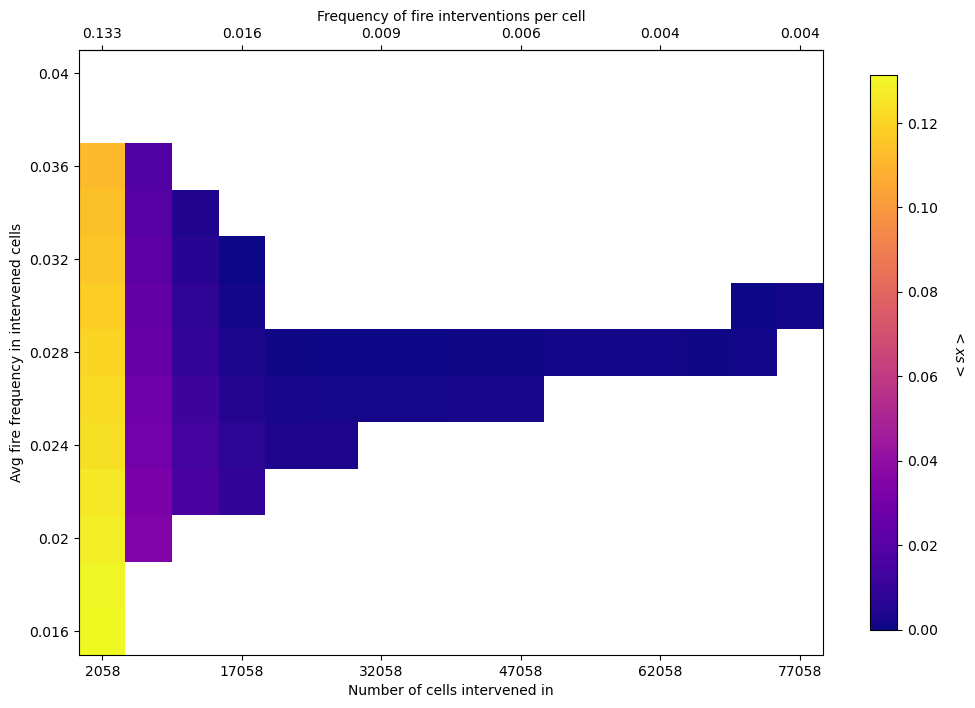 Frequency of fire interventions per cell
0.133 0.016 0.009 0.006 0.004 0.004
0.04
0.036
0.032
0.028
0.024
0.02
0.016
Avg fire frequency in intervened cells
2058 17058 32058 47058 62058 77058
Number of cells intervened in
0.12
0.10
0.08
0.06
0.04
0.02
0.00
< xs >